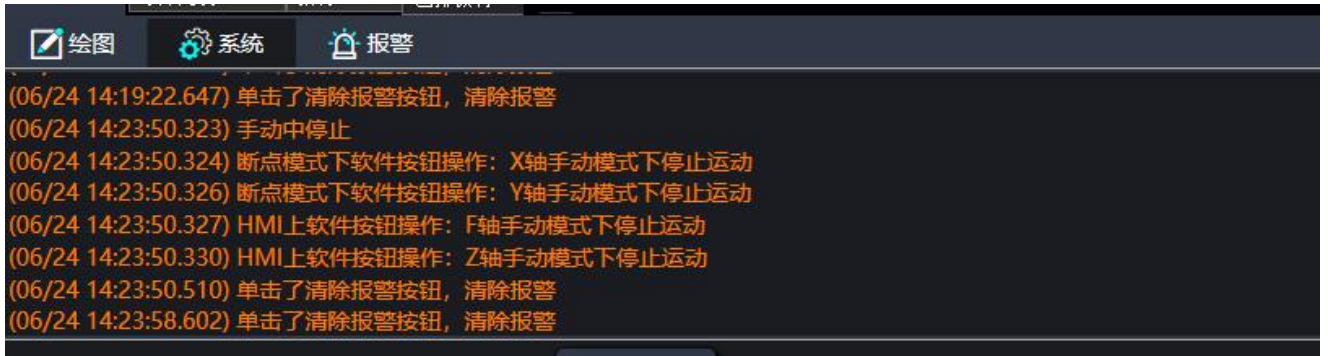 绘图 系统 报警
(06/24 14:19:22.647) 单击了清除报警按钮，清除报警
(06/24 14:23:50.323) 手动中停止
(06/24 14:23:50.324) 断点模式下软件按钮操作：X轴手动模式下停止运动
(06/24 14:23:50.326) 断点模式下软件按钮操作：Y轴手动模式下停止运动
(06/24 14:23:50.327) HMI上软件按钮操作：F轴手动模式下停止运动
(06/24 14:23:50.330) HMI上软件按钮操作：Z轴手动模式下停止运动
(06/24 14:23:50.510) 单击了清除报警按钮，清除报警
(06/24 14:23:58.602) 单击了清除报警按钮，清除报警